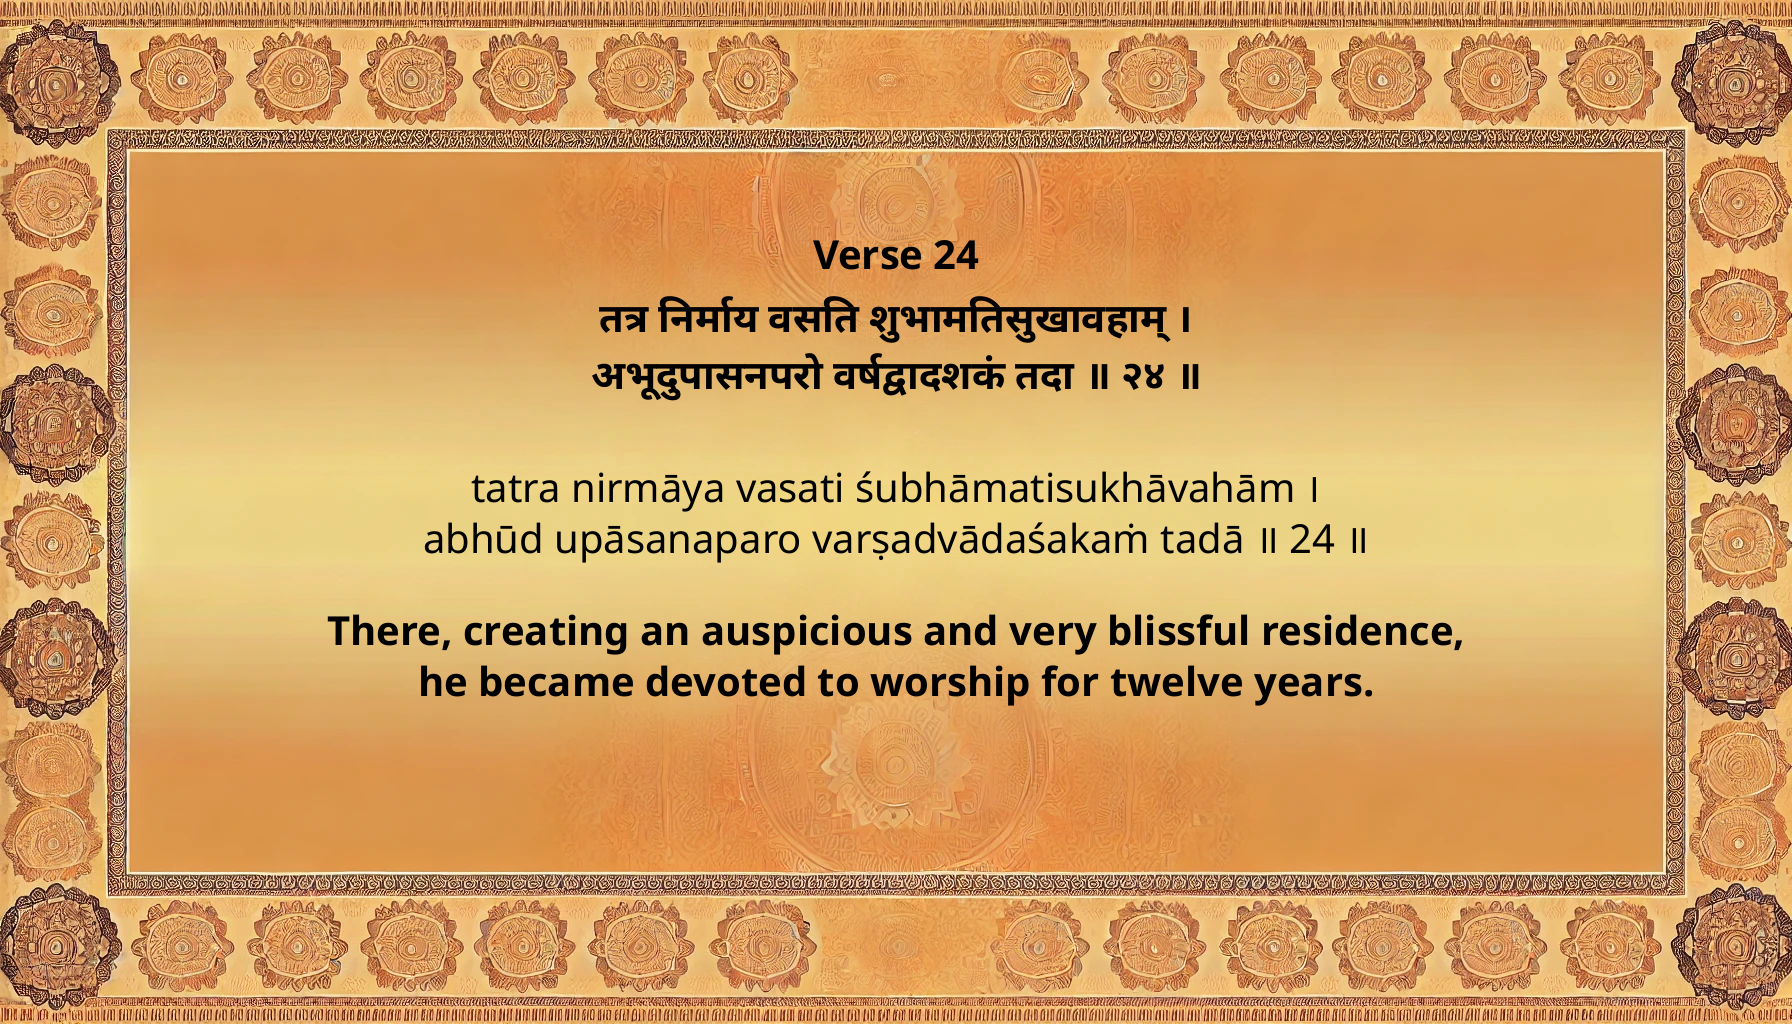 Verse 24
तत्र निर्माय वसति शुभामतिसुखावहाम् ।
अभूदुपासनपरो वर्षद्वादशकं तदा ॥ २४ ॥
tatra nirmāya vasati śubhāmatisukhāvahām ।
abhūd upāsanaparo varṣadvādaśakaṁ tadā ॥ 24 ॥
There, creating an auspicious and very blissful residence,
he became devoted to worship for twelve years.